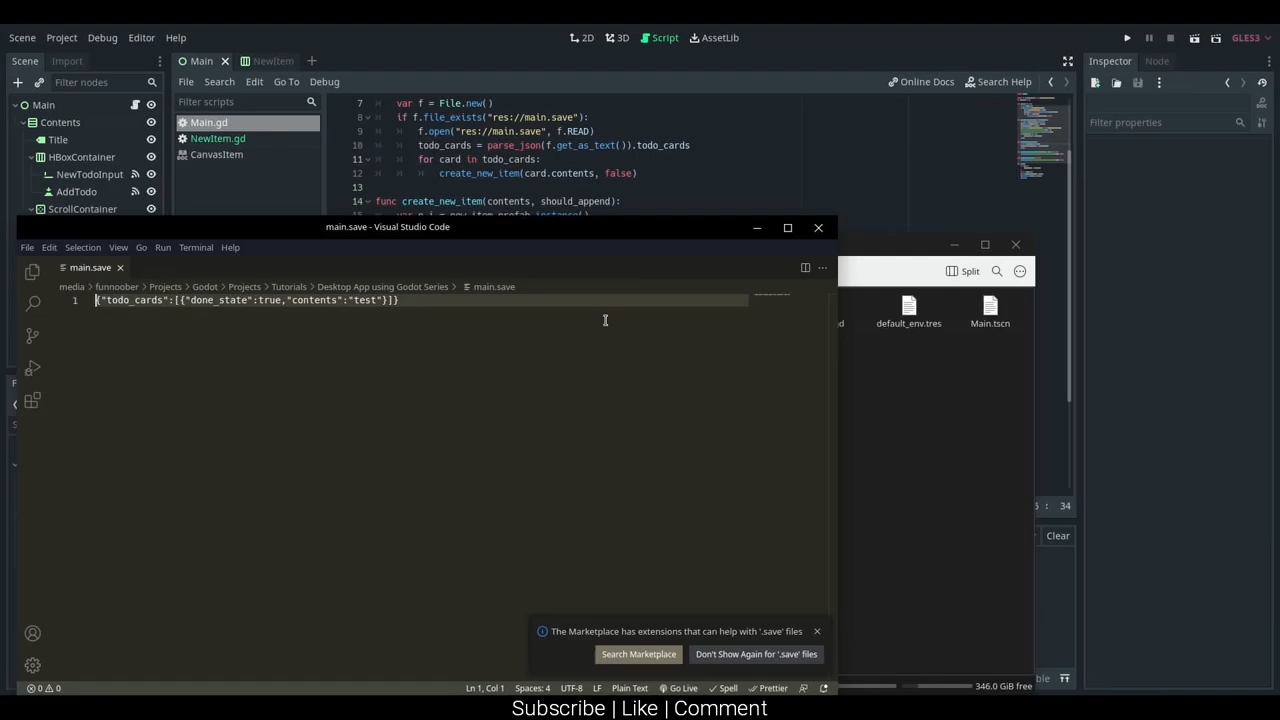 Scene Project Debug Editor Help
2D 3D Script AssetLib
GLES3
Scene Import
Main NewItem
Inspector Node
Filter nodes
File Search Edit Go To Debug
Online Docs Search Help
Filter scripts
Main
Contents
Title
HBoxContainer
NewTodoInput
AddTodo
ScrollContainer
Main.gd
NewItem.gd
CanvasItem
7 var f = File.new()
8 if f.file_exists("res://main.save"):
9 f.open("res://main.save", f.READ)
10 todo_cards = parse_json(f.get_as_text()).todo_cards
11 for card in todo_cards:
12 create_new_item(card.contents, false)
13
14 func create_new_item(contents, should_append):
Filter properties
main.save - Visual Studio Code
File Edit Selection View Go Run Terminal Help
main.save
media > funnoober > Projects > Godot > Projects > Tutorials > Desktop App using Godot Series > main.save
1 {"todo_cards":[{"done_state":true,"contents":"test"}]}
Split
default_env.tres Main.tscn
: 34
Clear
The Marketplace has extensions that can help with '.save' files
Search Marketplace Don't Show Again for '.save' files
346.0 GiB free
0 0 Ln 1, Col 1 Spaces: 4 UTF-8 LF Plain Text Go Live Spell Prettier
Subscribe | Like | Comment